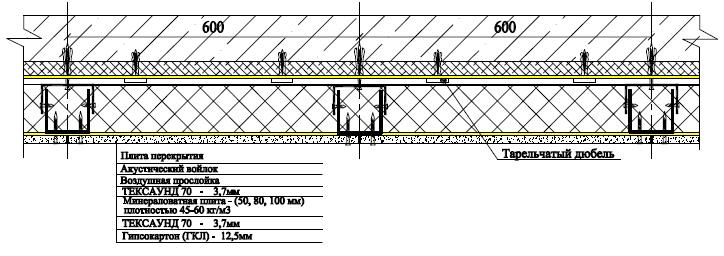 600
600
Тарельчатый дюбель
Плита перекрытия
Акустический войлок
Воздушная прослойка
ТЕКСАУНД 70 - 3,7мм
Минераловатная плита - (50, 80, 100 мм)
плотностью 45-60 кг/м3
ТЕКСАУНД 70 - 3,7мм
Гипсокартон (ГКЛ) - 12,5мм